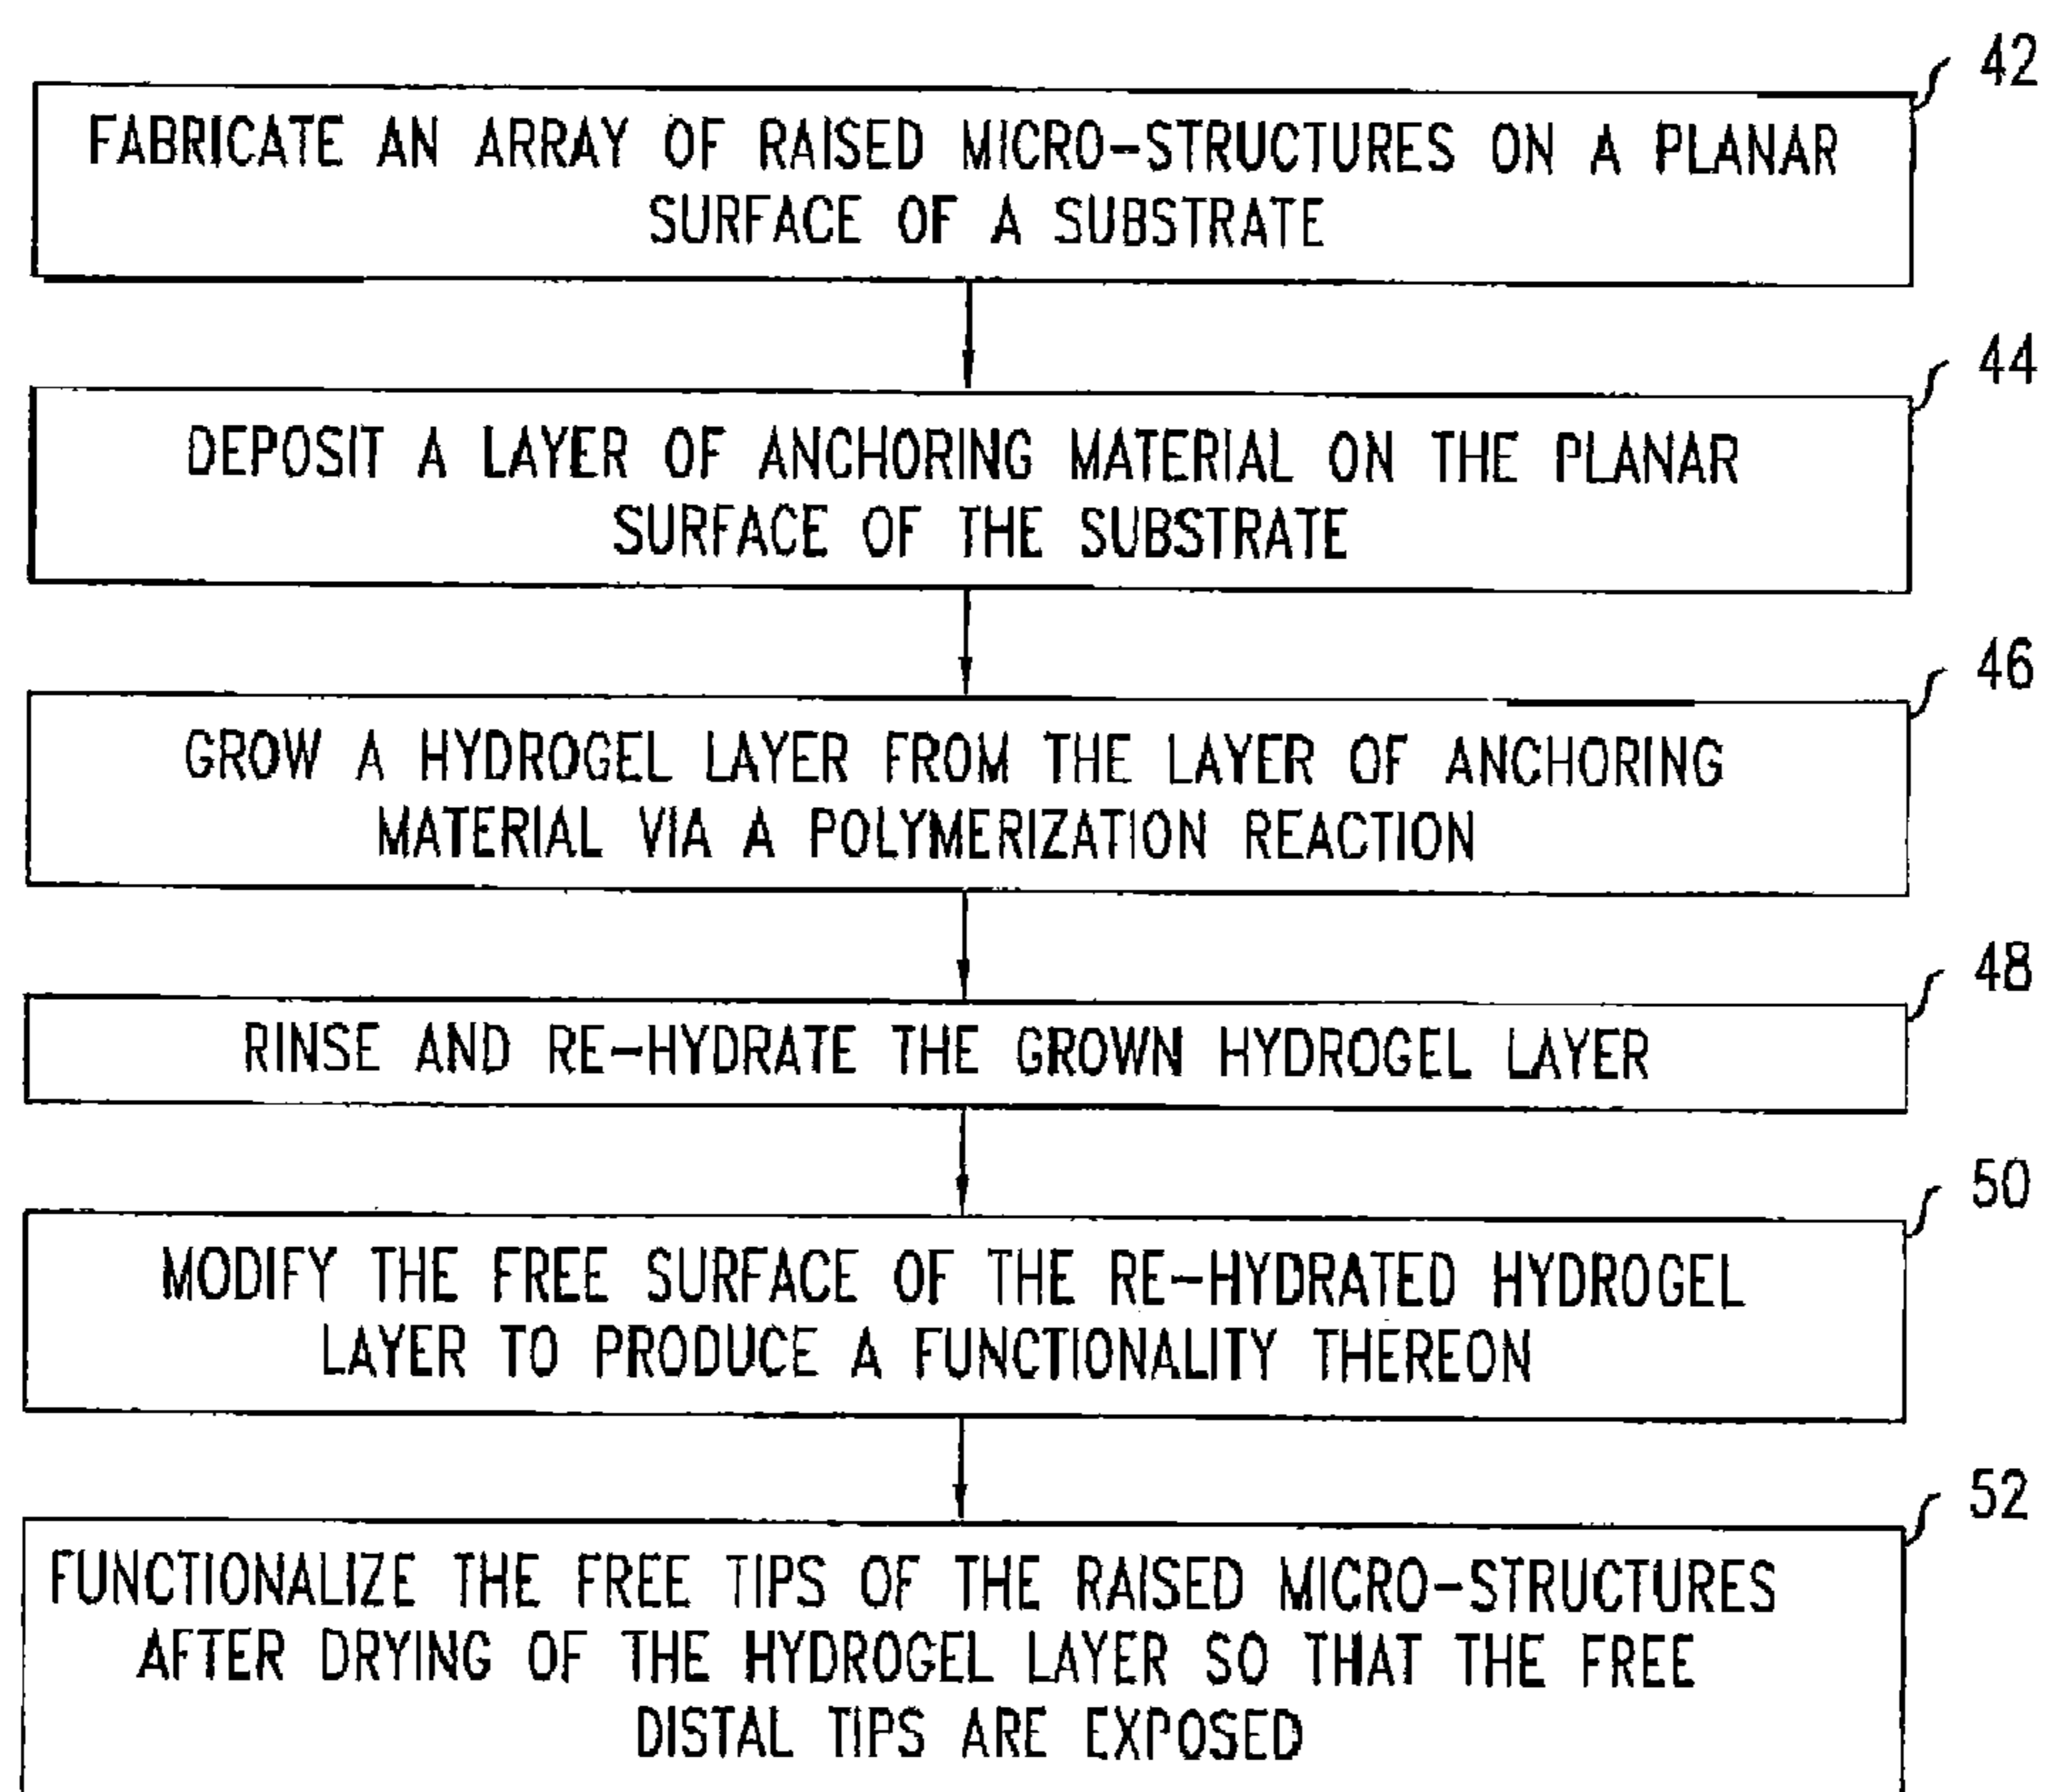 42
FABRICATE AN ARRAY OF RAISED MICRO-STRUCTURES ON A PLANAR
SURFACE OF A SUBSTRATE
44
DEPOSIT A LAYER OF ANCHORING MATERIAL ON THE PLANAR
SURFACE OF THE SUBSTRATE
46
GROW A HYDROGEL LAYER FROM THE LAYER OF ANCHORING
MATERIAL VIA A POLYMERIZATION REACTION
48
RINSE AND RE-HYDRATE THE GROWN HYDROGEL LAYER
50
MODIFY THE FREE SURFACE OF THE RE-HYDRATED HYDROGEL
LAYER TO PRODUCE A FUNCTIONALITY THEREON
52
FUNCTIONALIZE THE FREE TIPS OF THE RAISED MICRO-STRUCTURES
AFTER DRYING OF THE HYDROGEL LAYER SO THAT THE FREE
DISTAL TIPS ARE EXPOSED